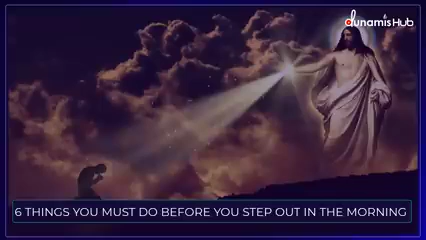 dunamis Hub
6 THINGS YOU MUST DO BEFORE YOU STEP OUT IN THE MORNING